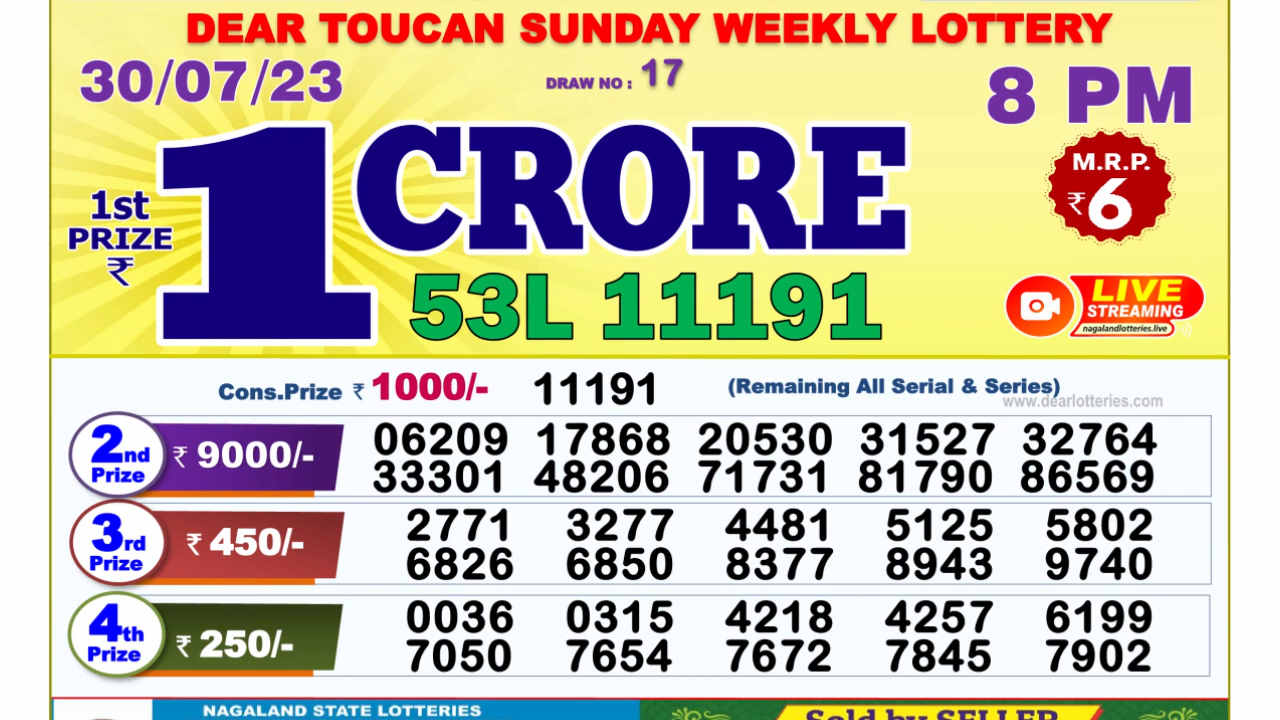 DEAR TOUCAN SUNDAY WEEKLY LOTTERY
30/07/23
DRAW NO : 17
8 PM
1st
PRIZE
₹
1 CRORE
M.R.P.
₹6
53L 11191
LIVE
STREAMING
nagalandlotteries.live
Cons.Prize ₹ 1000/- 11191 (Remaining All Serial & Series)
www.dearlotteries.com
2nd
Prize
₹ 9000/-
06209 17868 20530 31527 32764
33301 48206 71731 81790 86569
3rd
Prize
₹ 450/-
2771 3277 4481 5125 5802
6826 6850 8377 8943 9740
4th
Prize
₹ 250/-
0036 0315 4218 4257 6199
7050 7654 7672 7845 7902
NAGALAND STATE LOTTERIES
Sold by SELLER